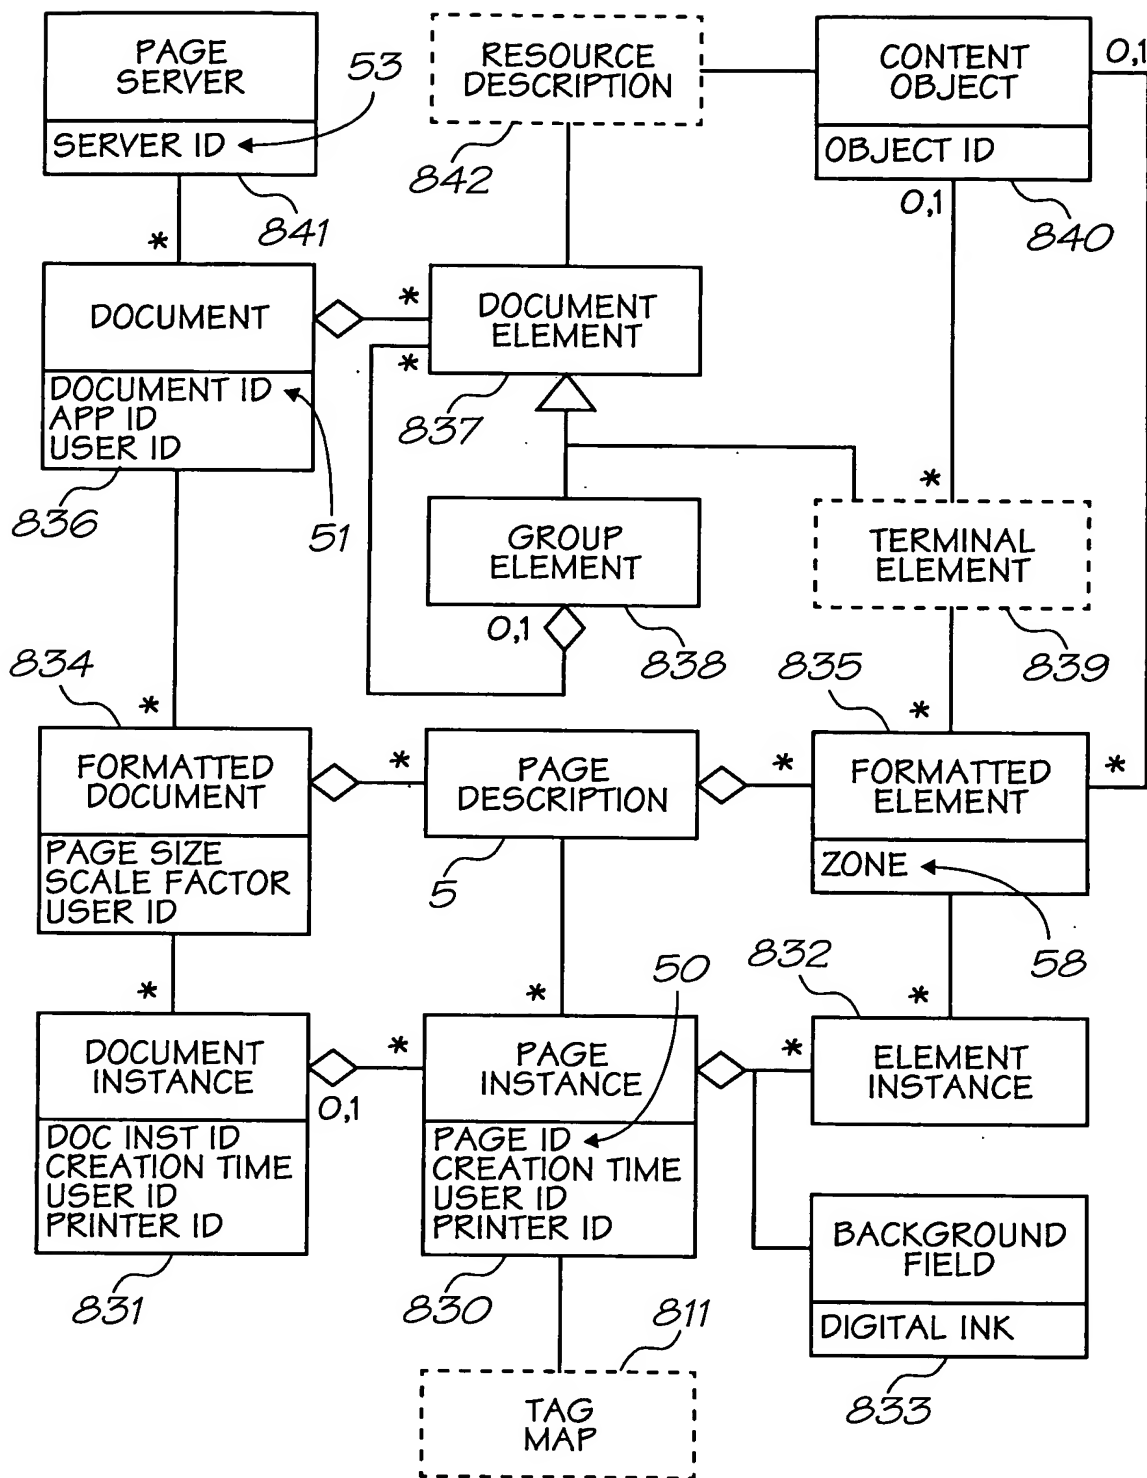 PAGE
SERVER
SERVER ID
53
841
RESOURCE
DESCRIPTION
842
CONTENT
OBJECT
OBJECT ID
0,1
0,1
840
*
DOCUMENT
DOCUMENT ID
APP ID
USER ID
836
51
*
*
DOCUMENT
ELEMENT
837
GROUP
ELEMENT
0,1
838
*
TERMINAL
ELEMENT
839
834
*
FORMATTED
DOCUMENT
PAGE SIZE
SCALE FACTOR
USER ID
*
PAGE
DESCRIPTION
5
835
*
*
*
FORMATTED
ELEMENT
ZONE
58
*
DOCUMENT
INSTANCE
0,1
DOC INST ID
CREATION TIME
USER ID
PRINTER ID
831
*
*
50
PAGE
INSTANCE
PAGE ID
CREATION TIME
USER ID
PRINTER ID
830
832
*
*
ELEMENT
INSTANCE
BACKGROUND
FIELD
DIGITAL INK
833
811
TAG
MAP